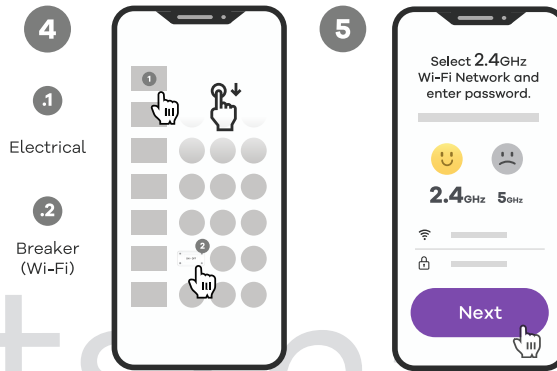 4
.1
Electrical
.2
Breaker
(Wi-Fi)
1
2
5
Select 2.4GHz
Wi-Fi Network and
enter password.
2.4GHz 5GHz
Next